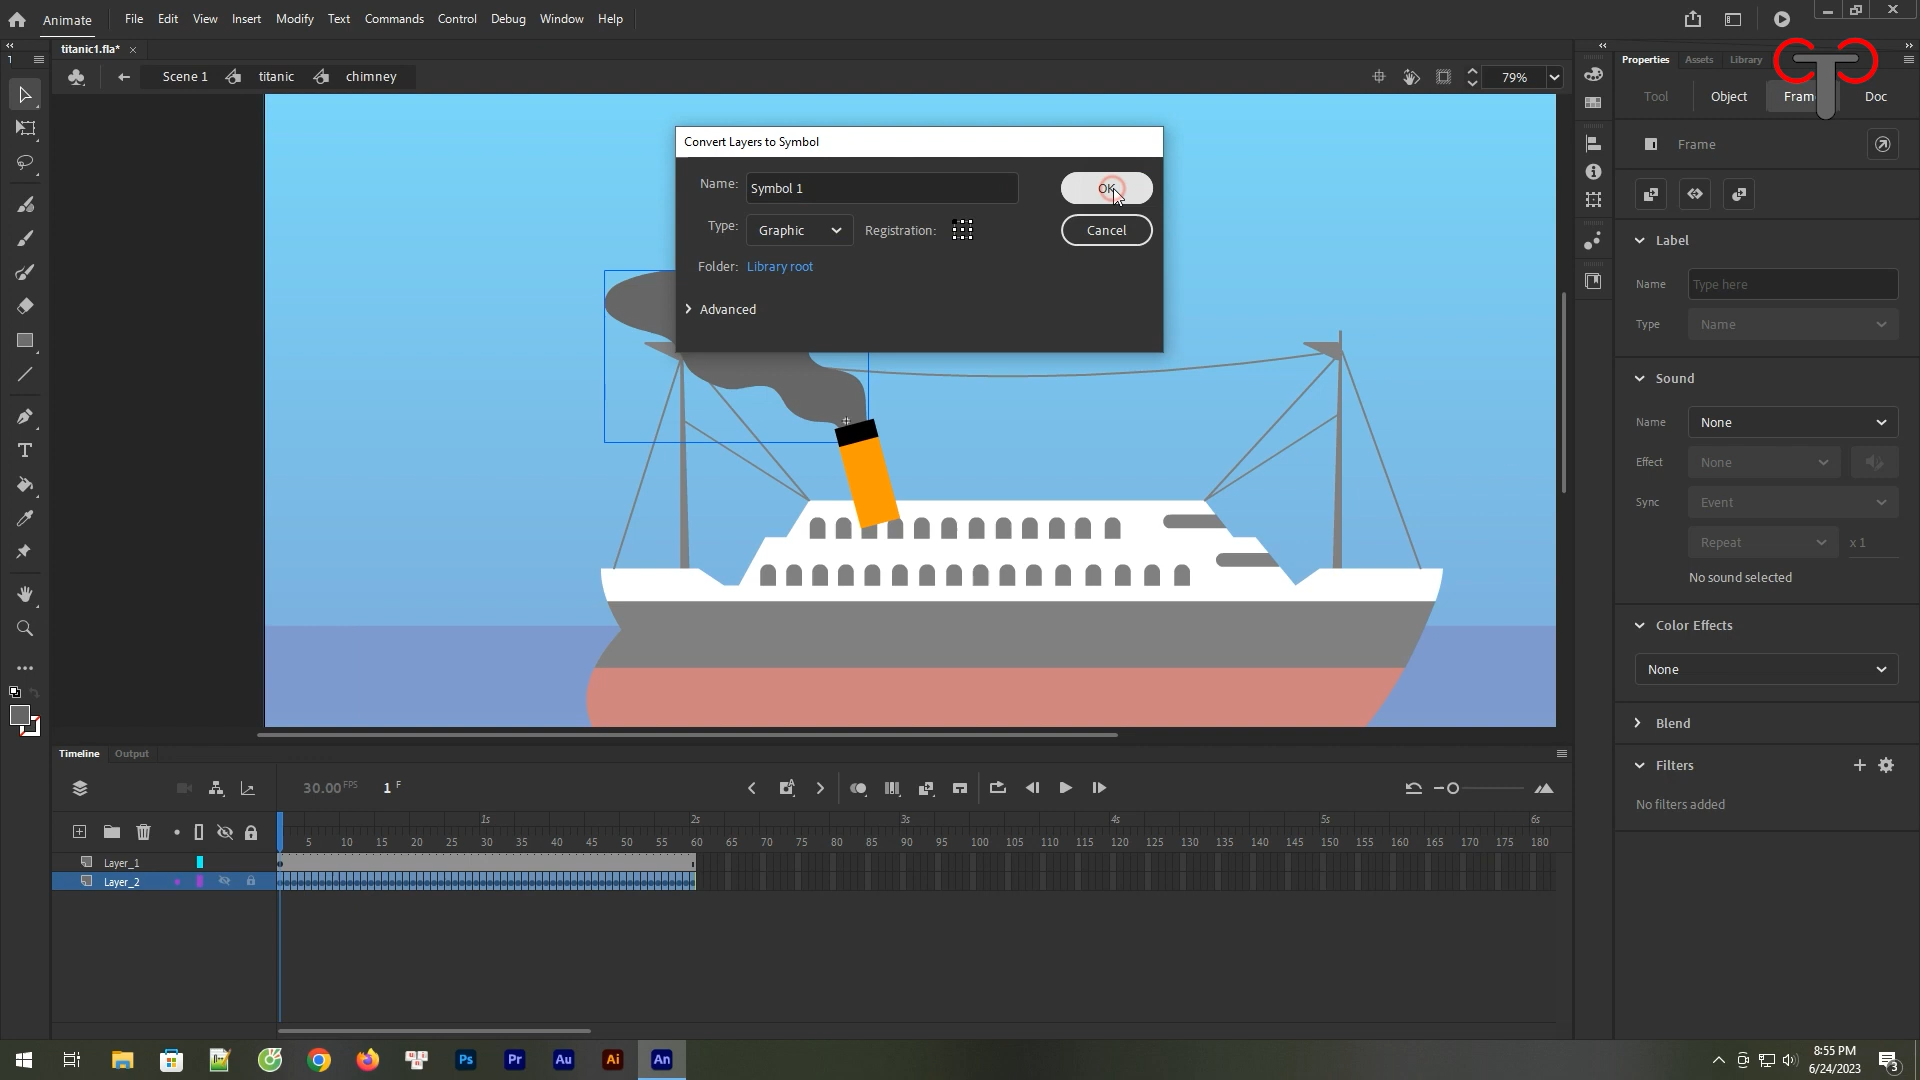 Animate File Edit View Insert Modify Text Commands Control Debug Window Help
titanic1.fla*
Scene 1 titanic chimney 79%
Properties Assets Library
Tool Object Fram Doc
Convert Layers to Symbol
Name: Symbol 1 OK
Type: Graphic Registration: Cancel
Folder: Library root
Advanced
Frame
Label
Name Type here
Type Name
Sound
Name None
Effect None
Sync Event
Repeat x 1
No sound selected
Color Effects
None
Blend
Filters
No filters added
Timeline Output
30.00 FPS 1 F
1s 2s 3s 4s 5s 6s
5 10 15 20 25 30 35 40 45 50 55 60 65 70 75 80 85 90 95 100 105 110 115 120 125 130 135 140 145 150 155 160 165 170 175 180
Layer_1
Layer_2
Ps Pr Au Ai An
8:55 PM
6/24/2023
3